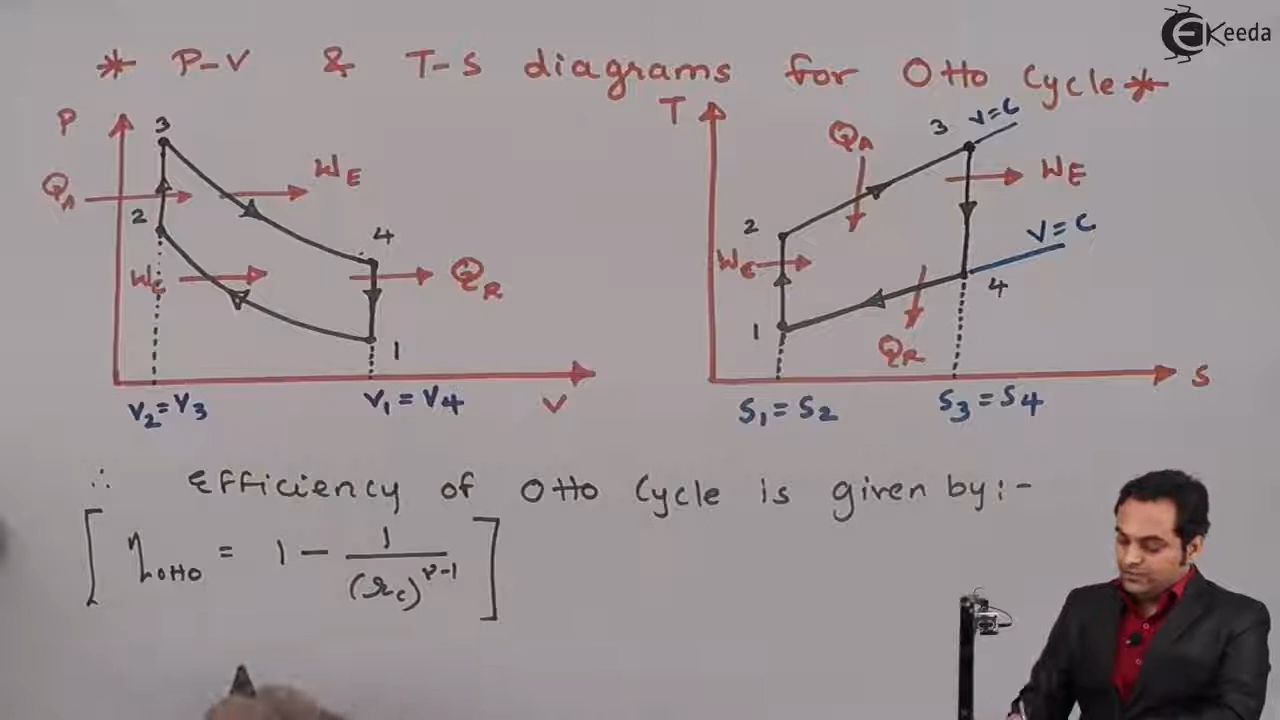 Keeda
* P-V & T-S diagrams for Otto Cycle *
P
3
QA
WE
2
4
WC
QR
1
V2 = V3
V1 = V4
V
T
3
V=C
QA
WE
2
V=C
WC
4
1
QR
S1 = S2
S3 = S4
S
∴ Efficiency of Otto Cycle is given by:-
[ ηOtto = 1 - 1/(rc)^γ-1 ]